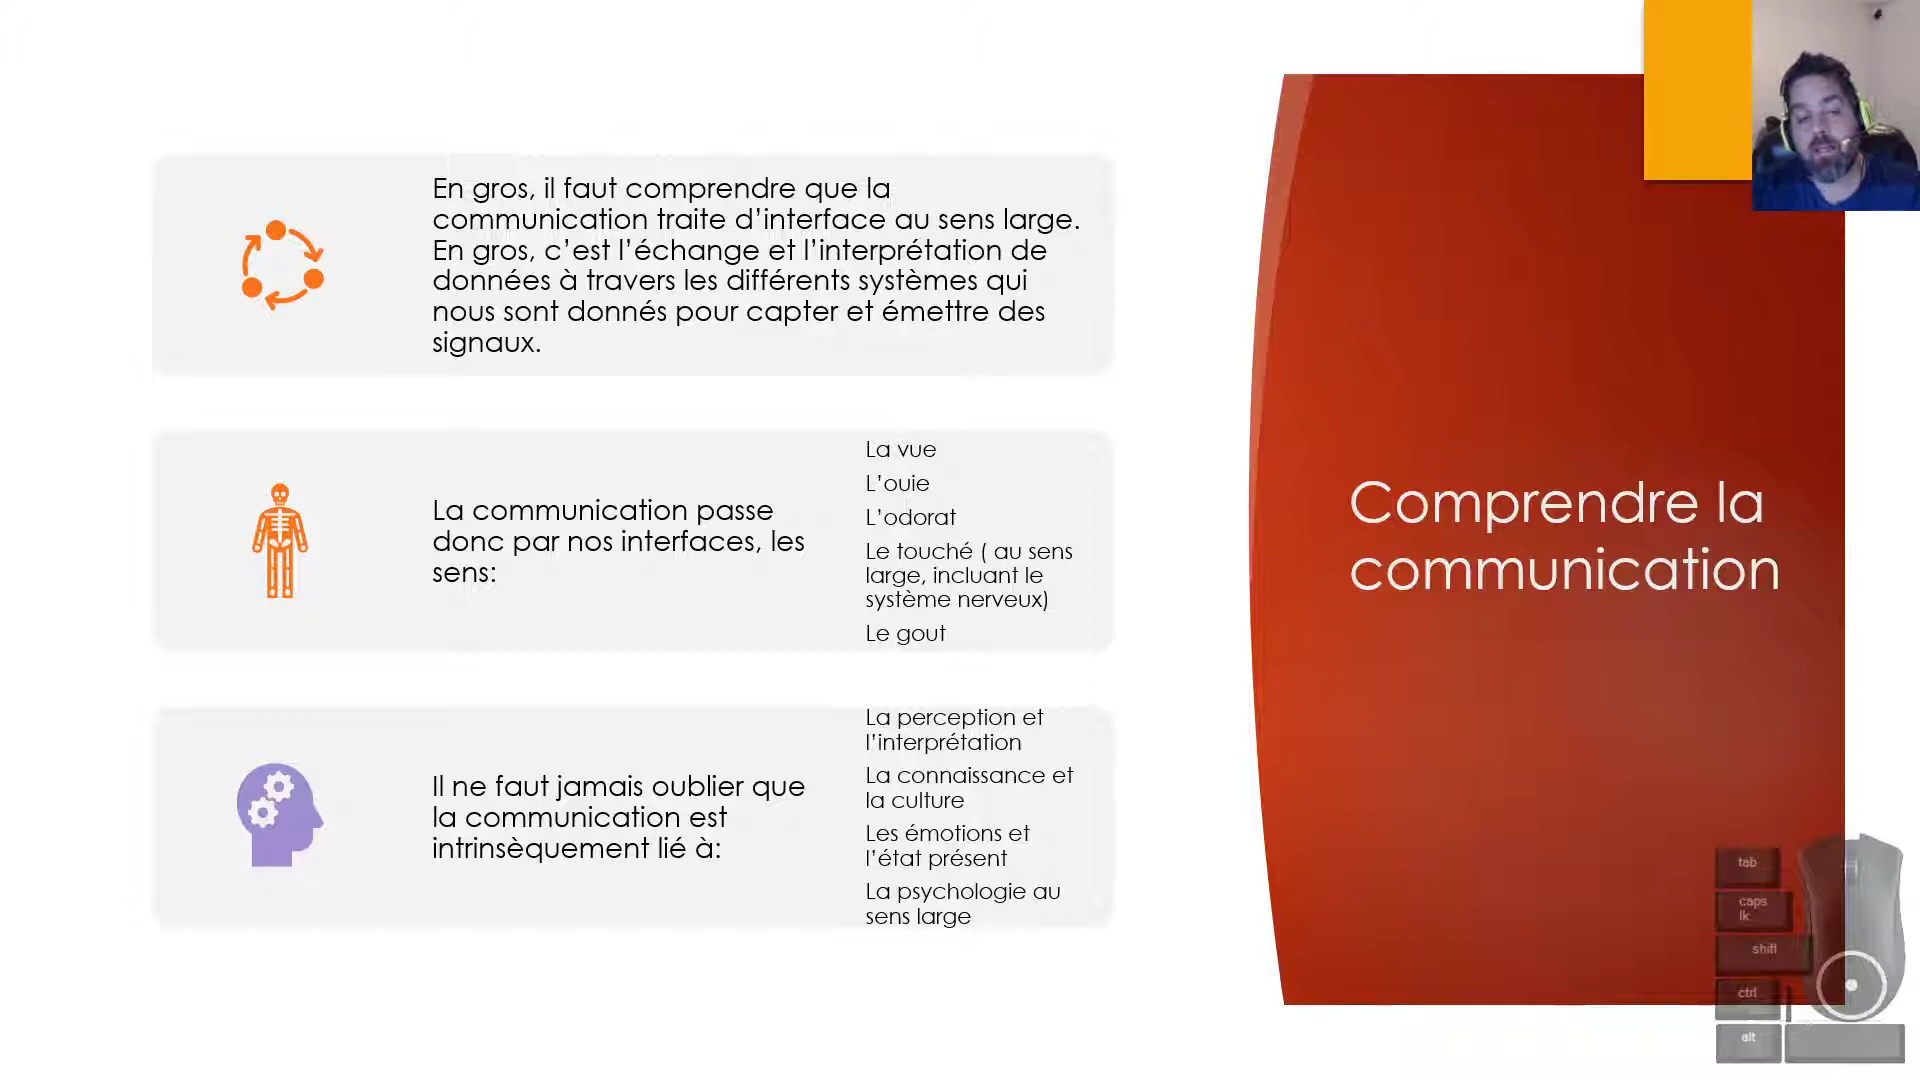 En gros, il faut comprendre que la
communication traite d’interface au sens large.
En gros, c’est l’échange et l’interprétation de
données à travers les différents systèmes qui
nous sont donnés pour capter et émettre des
signaux.
La communication passe
donc par nos interfaces, les
sens:
La vue
L’ouie
L’odorat
Le touché ( au sens
large, incluant le
système nerveux)
Le gout
Il ne faut jamais oublier que
la communication est
intrinsèquement lié à:
La perception et
l’interprétation
La connaissance et
la culture
Les émotions et
l’état présent
La psychologie au
sens large
Comprendre la
communication
tab
caps
lk
shift
ctrl
alt